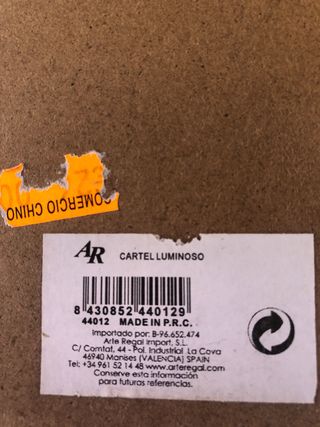 COMERCIO CHINO
AR
CARTEL LUMINOSO
8 430852 440129
44012 MADE IN P.R.C.
Importado por: B-96.652.474
Arte Regal Import, S.L.
C/ Comtat, 44 - Pol. Industrial La Cova
46940 Manises (VALENCIA) SPAIN
Tel: +34 961 52 14 48 www.arteregal.com
Conserve esta información
para futuras referencias.